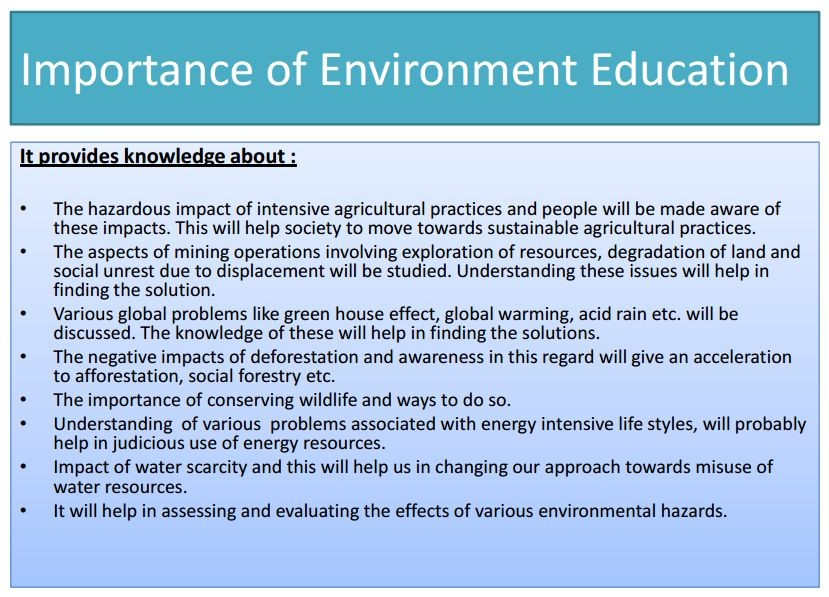 Importance of Environment Education
It provides knowledge about :
• The hazardous impact of intensive agricultural practices and people will be made aware of
these impacts. This will help society to move towards sustainable agricultural practices.
• The aspects of mining operations involving exploration of resources, degradation of land and
social unrest due to displacement will be studied. Understanding these issues will help in
finding the solution.
• Various global problems like green house effect, global warming, acid rain etc. will be
discussed. The knowledge of these will help in finding the solutions.
• The negative impacts of deforestation and awareness in this regard will give an acceleration
to afforestation, social forestry etc.
• The importance of conserving wildlife and ways to do so.
• Understanding of various problems associated with energy intensive life styles, will probably
help in judicious use of energy resources.
• Impact of water scarcity and this will help us in changing our approach towards misuse of
water resources.
• It will help in assessing and evaluating the effects of various environmental hazards.